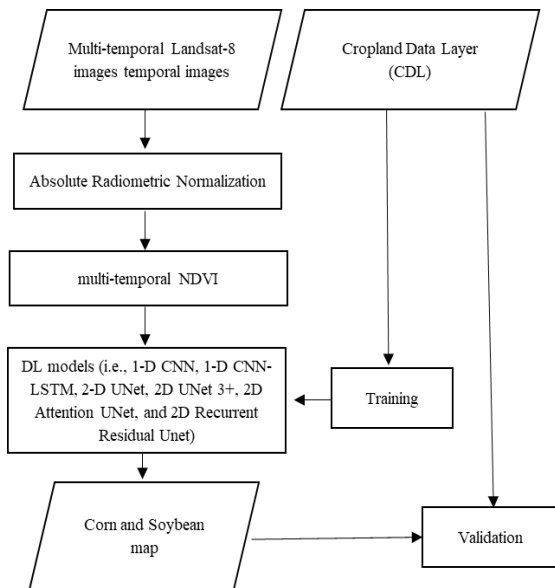 Multi-temporal Landsat-8
images temporal images
Cropland Data Layer
(CDL)
Absolute Radiometric Normalization
multi-temporal NDVI
DL models (i.e., 1-D CNN, 1-D CNN-
LSTM, 2-D UNet, 2D UNet 3+, 2D
Attention UNet, and 2D Recurrent
Residual Unet)
Training
Corn and Soybean
map
Validation